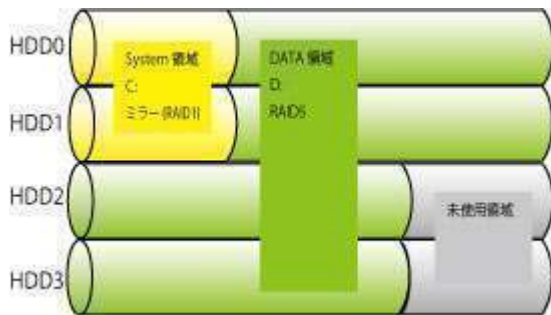 HDD0
HDD1
HDD2
HDD3
System 領域
C:
ミラー(RAID1)
DATA 領域
D:
RAID5
未使用領域